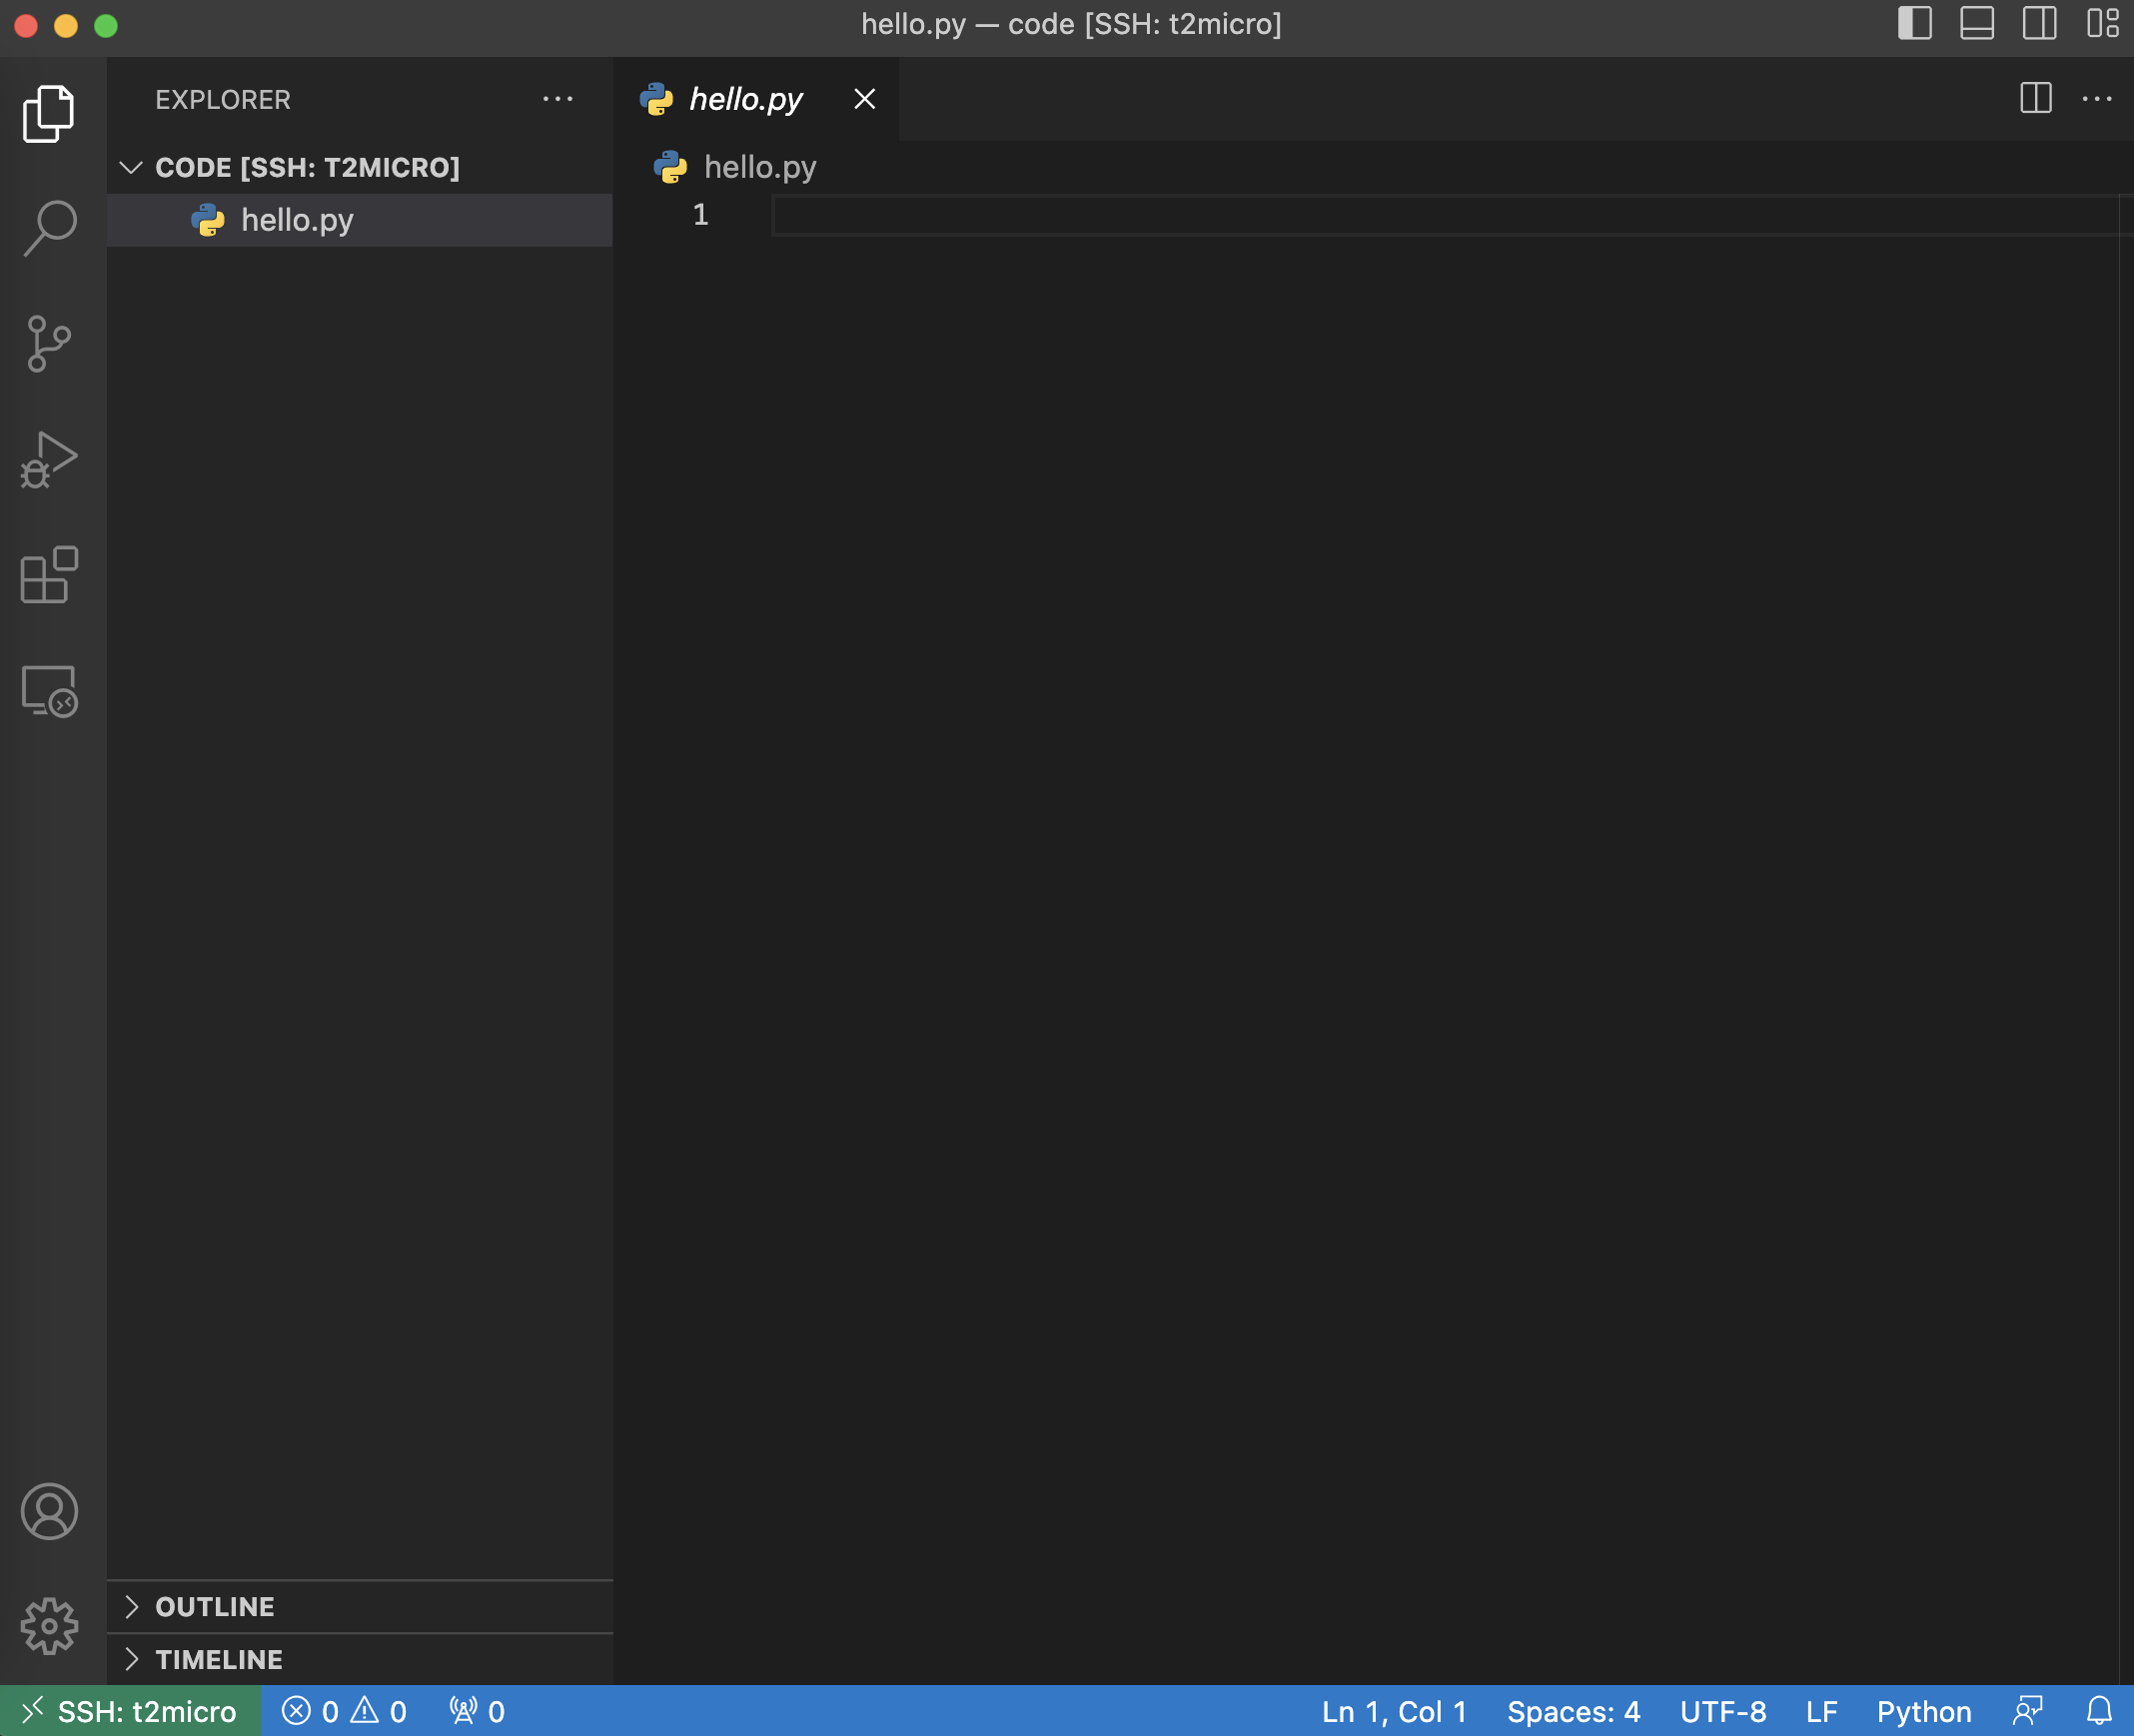 hello.py — code [SSH: t2micro]
EXPLORER
hello.py
CODE [SSH: T2MICRO]
hello.py
hello.py
1
OUTLINE
TIMELINE
SSH: t2micro 0 0 0 Ln 1, Col 1 Spaces: 4 UTF-8 LF Python